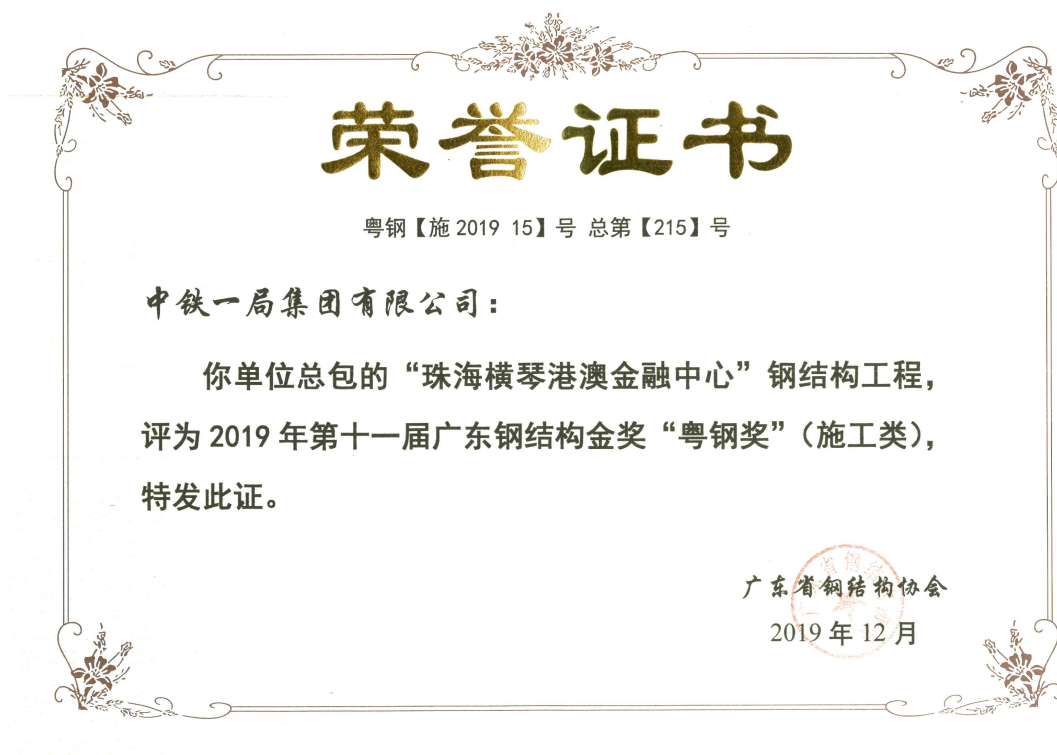 荣誉证书
粤钢【施 2019 15】号 总第【215】号
中铁一局集团有限公司：
你单位总包的“珠海横琴港澳金融中心”钢结构工程，
评为 2019 年第十一届广东钢结构金奖“粤钢奖”（施工类），
特发此证。
广东省钢结构协会
2019 年 12 月